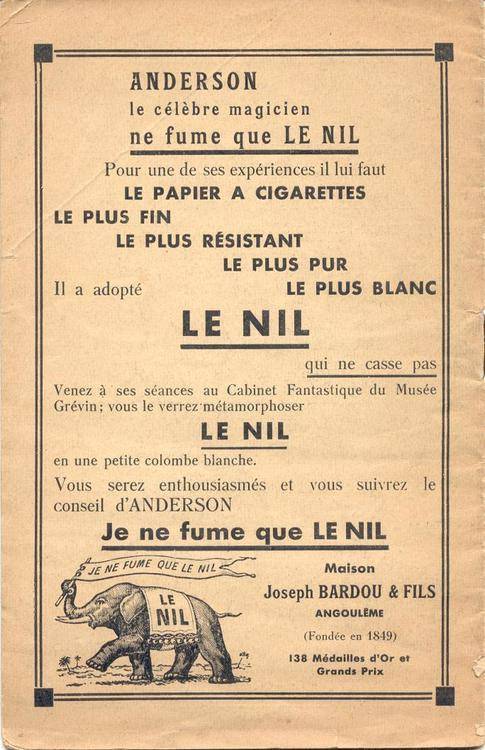 ANDERSON
le célèbre magicien
ne fume que LE NIL
Pour une de ses expériences il lui faut
LE PAPIER A CIGARETTES
LE PLUS FIN
LE PLUS RÉSISTANT
LE PLUS PUR
Il a adopté LE PLUS BLANC
LE NIL
qui ne casse pas
Venez à ses séances au Cabinet Fantastique du Musée
Grévin; vous le verrez métamorphoser
LE NIL
en une petite colombe blanche.
Vous serez enthousiasmés et vous suivrez le
conseil d'ANDERSON
Je ne fume que LE NIL
JE NE FUME QUE LE NIL
LE
NIL
Maison
Joseph BARDOU & FILS
ANGOULÊME
(Fondée en 1849)
138 Médailles d'Or et
Grands Prix